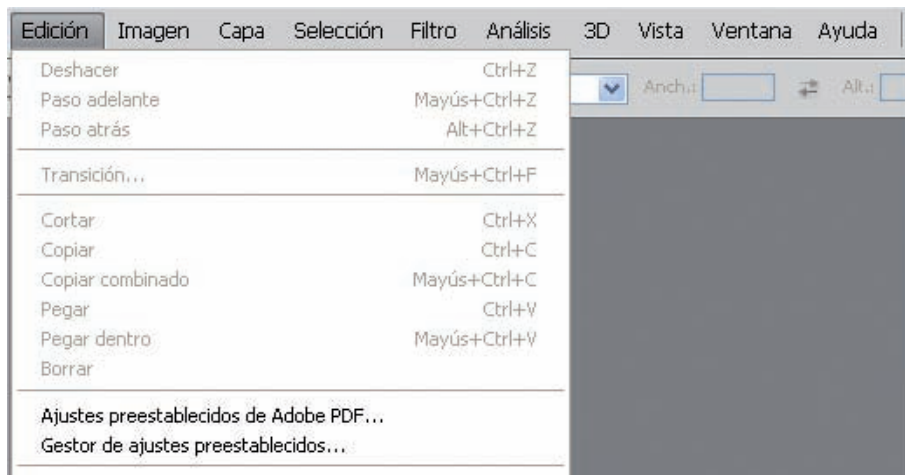 Edición Imagen Capa Selección Filtro Análisis 3D Vista Ventana Ayuda
Deshacer Ctrl+Z
Anch.: Alt.:
Paso adelante Mayús+Ctrl+Z
Paso atrás Alt+Ctrl+Z
Transición... Mayús+Ctrl+F
Cortar Ctrl+X
Copiar Ctrl+C
Copiar combinado Mayús+Ctrl+C
Pegar Ctrl+V
Pegar dentro Mayús+Ctrl+V
Borrar
Ajustes preestablecidos de Adobe PDF...
Gestor de ajustes preestablecidos...